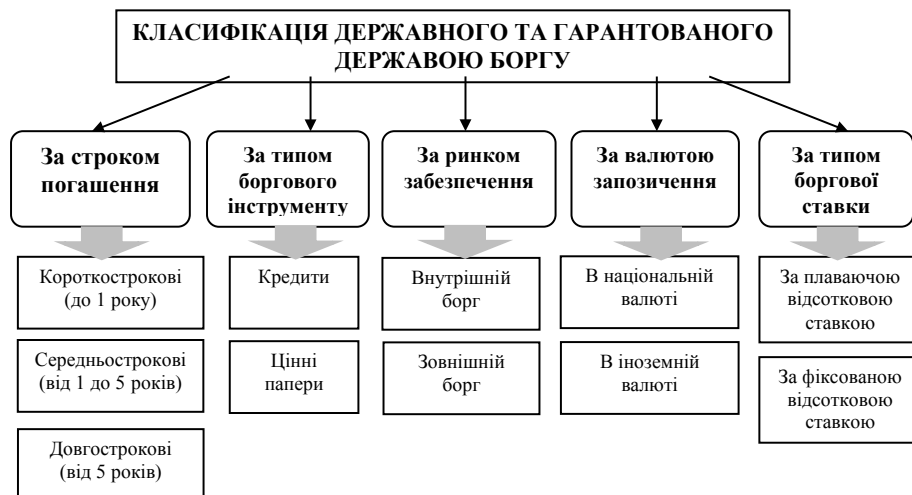 КЛАСИФІКАЦІЯ ДЕРЖАВНОГО ТА ГАРАНТОВАНОГО
ДЕРЖАВОЮ БОРГУ
За строком
погашення
За типом
боргового
інструменту
За ринком
забезпечення
За валютою
запозичення
За типом
боргової
ставки
Короткострокові
(до 1 року)
Кредити
Внутрішній
борг
В національній
валюті
За плаваючою
відсотковою
ставкою
Середньострокові
(від 1 до 5 років)
Цінні
папери
Зовнішній
борг
В іноземній
валюті
За фіксованою
відсотковою
ставкою
Довгострокові
(від 5 років)